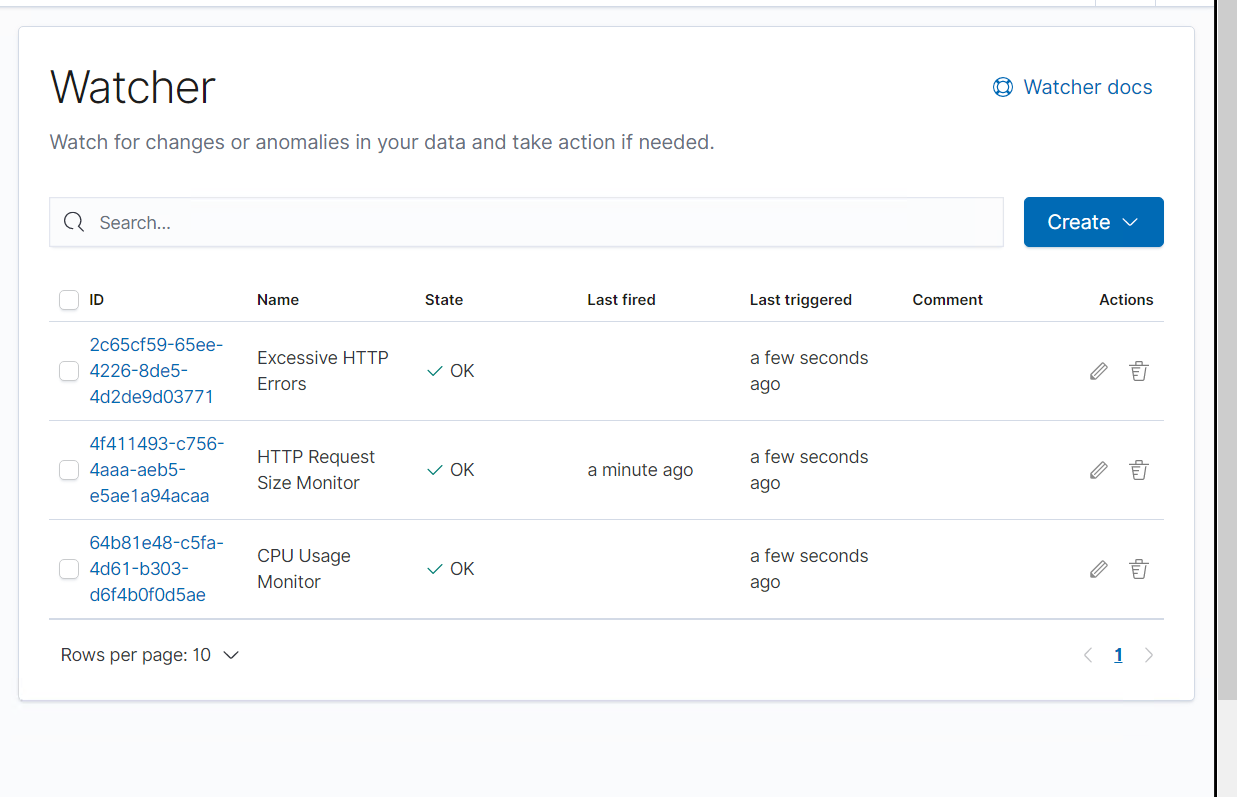 Watcher
Watcher docs
Watch for changes or anomalies in your data and take action if needed.
Search...
Create
ID Name State Last fired Last triggered Comment Actions
2c65cf59-65ee-
4226-8de5-
4d2de9d03771
Excessive HTTP
Errors
OK
a few seconds
ago
4f411493-c756-
4aaa-aeb5-
e5ae1a94acaa
HTTP Request
Size Monitor
OK
a minute ago
a few seconds
ago
64b81e48-c5fa-
4d61-b303-
d6f4b0f0d5ae
CPU Usage
Monitor
OK
a few seconds
ago
Rows per page: 10
1